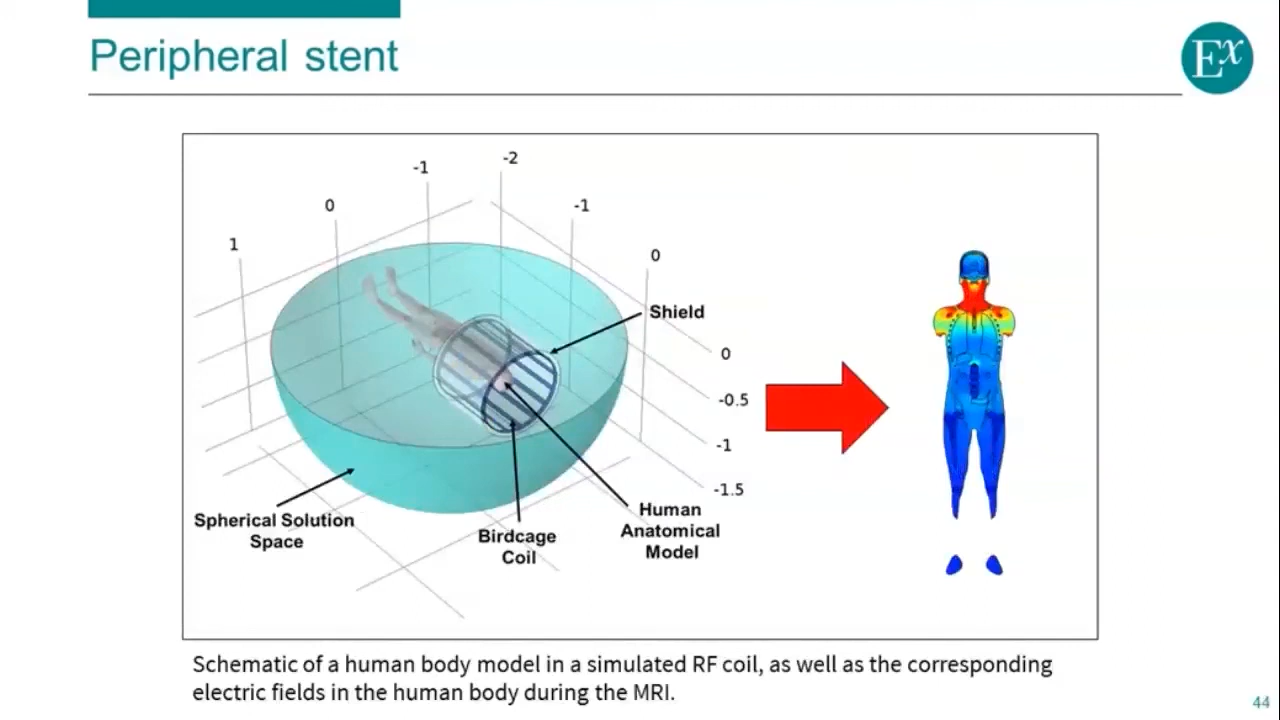 Peripheral stent
Ex
-2
-1
-1
0
0
1
Shield
0
-0.5
-1
-1.5
Spherical Solution
Space
Birdcage
Coil
Human
Anatomical
Model
Schematic of a human body model in a simulated RF coil, as well as the corresponding
electric fields in the human body during the MRI.
44